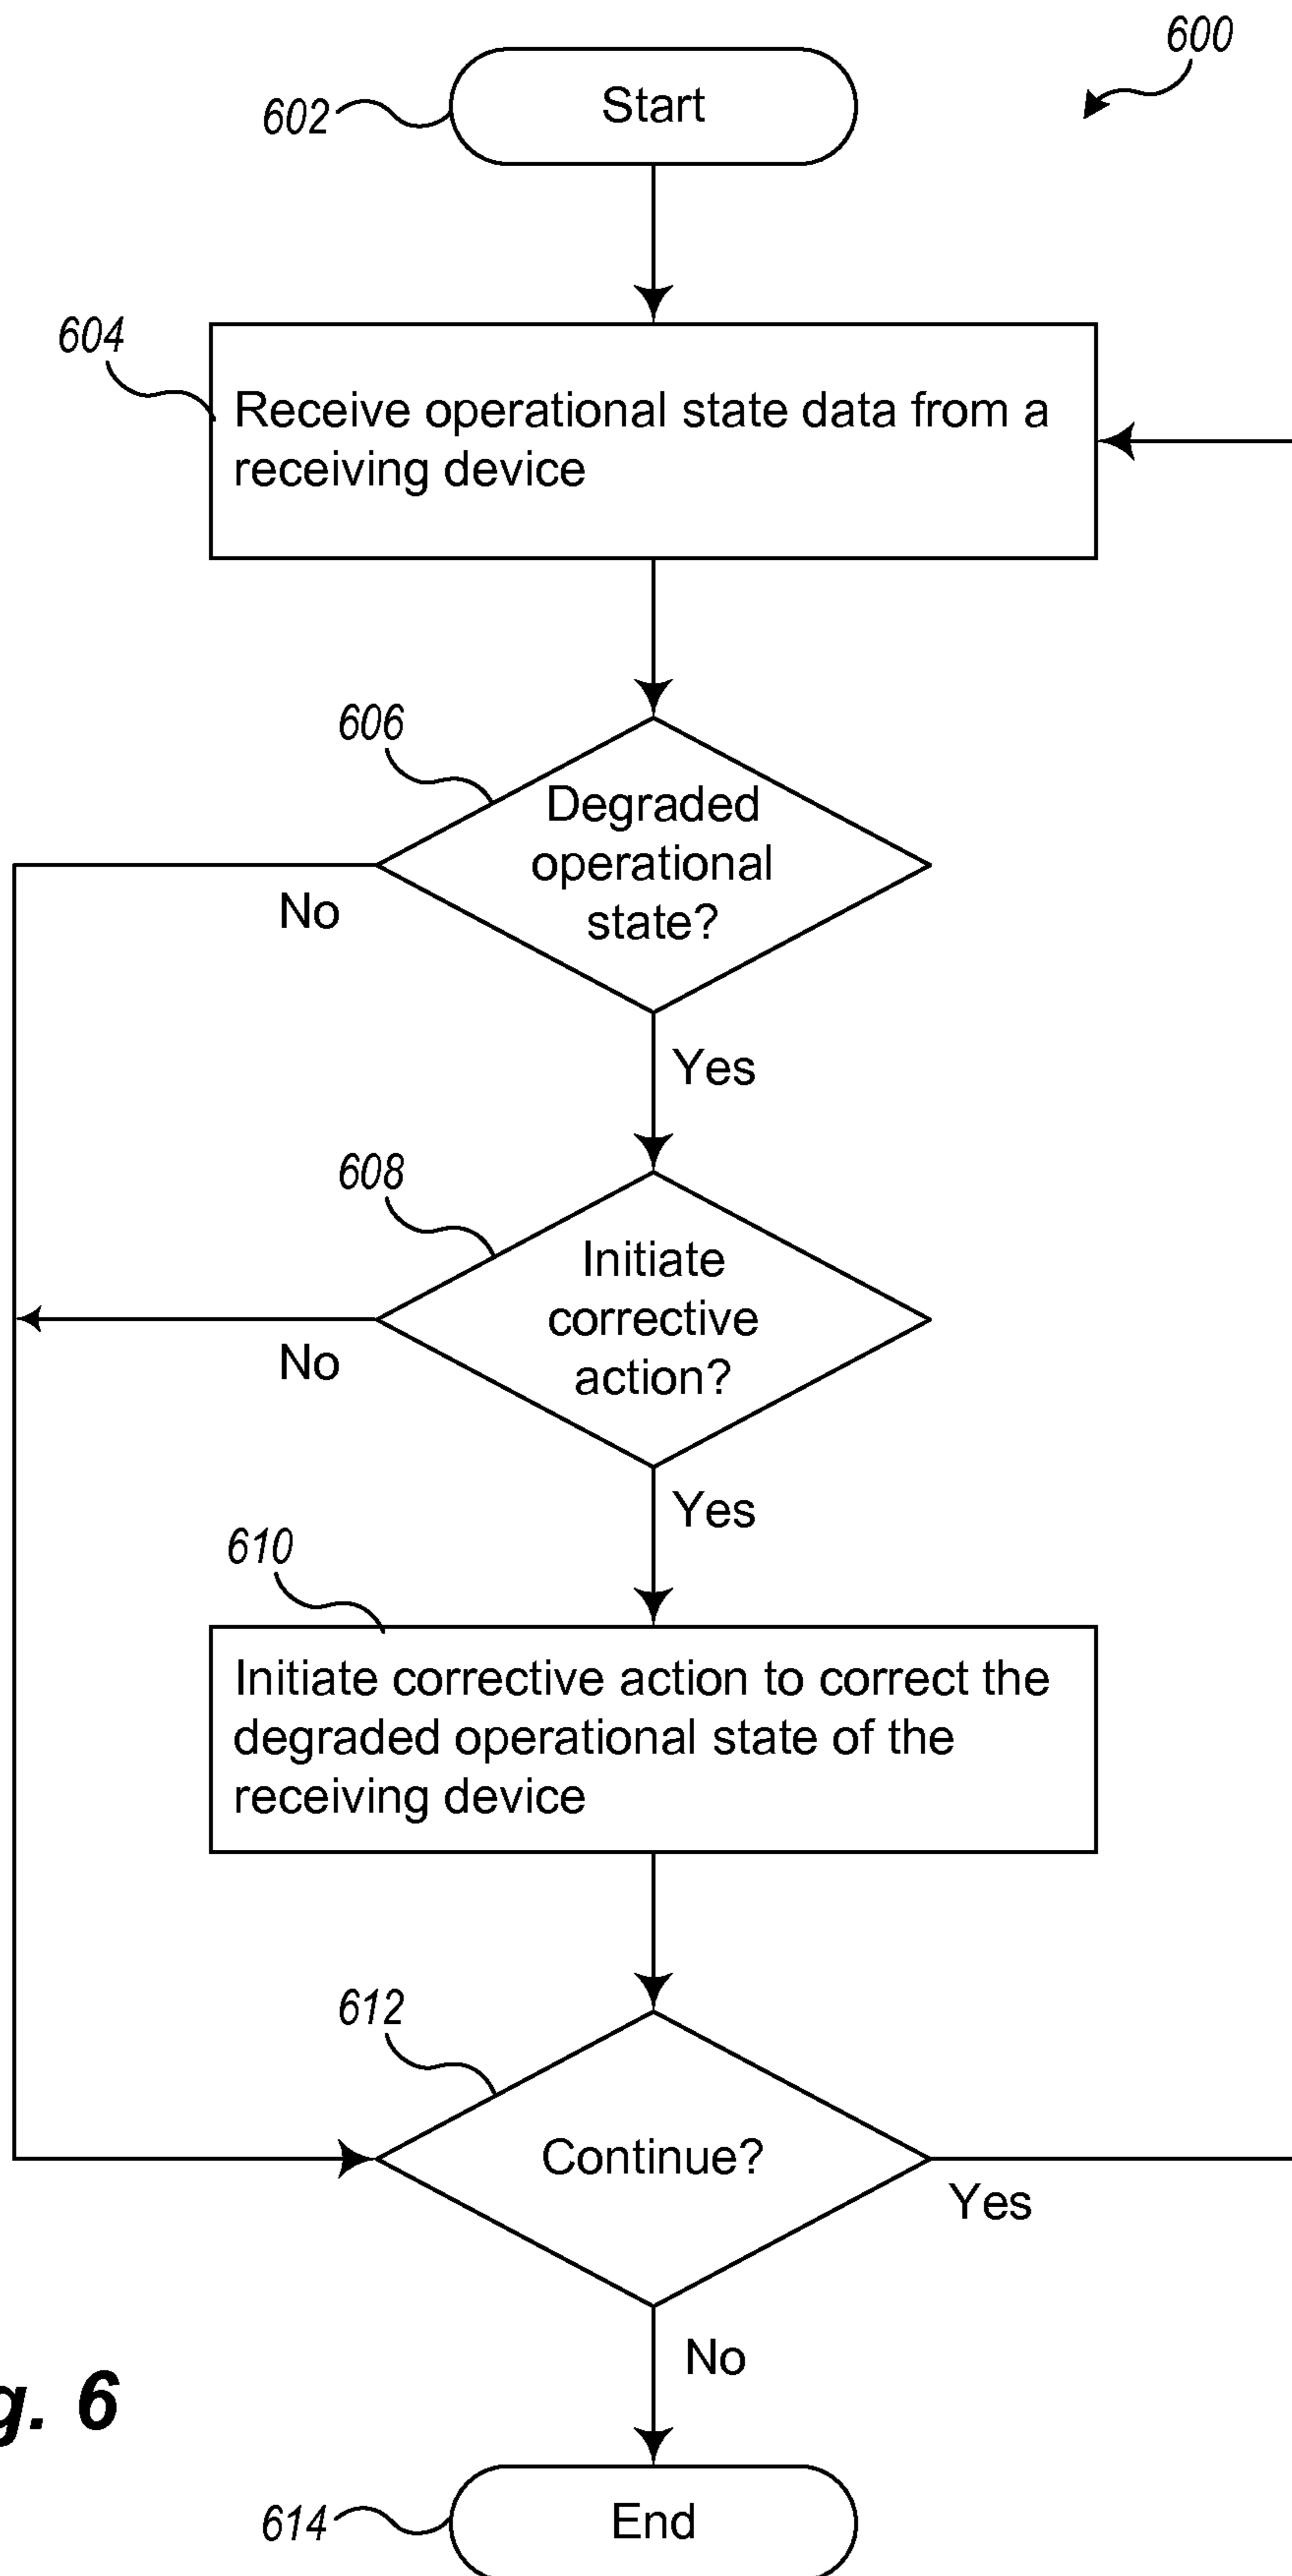 600
602
Start
604
Receive operational state data from a
receiving device
606
Degraded
operational
state?
No
Yes
608
Initiate
corrective
action?
No
Yes
610
Initiate corrective action to correct the
degraded operational state of the
receiving device
612
Continue?
Yes
No
g. 6
614
End